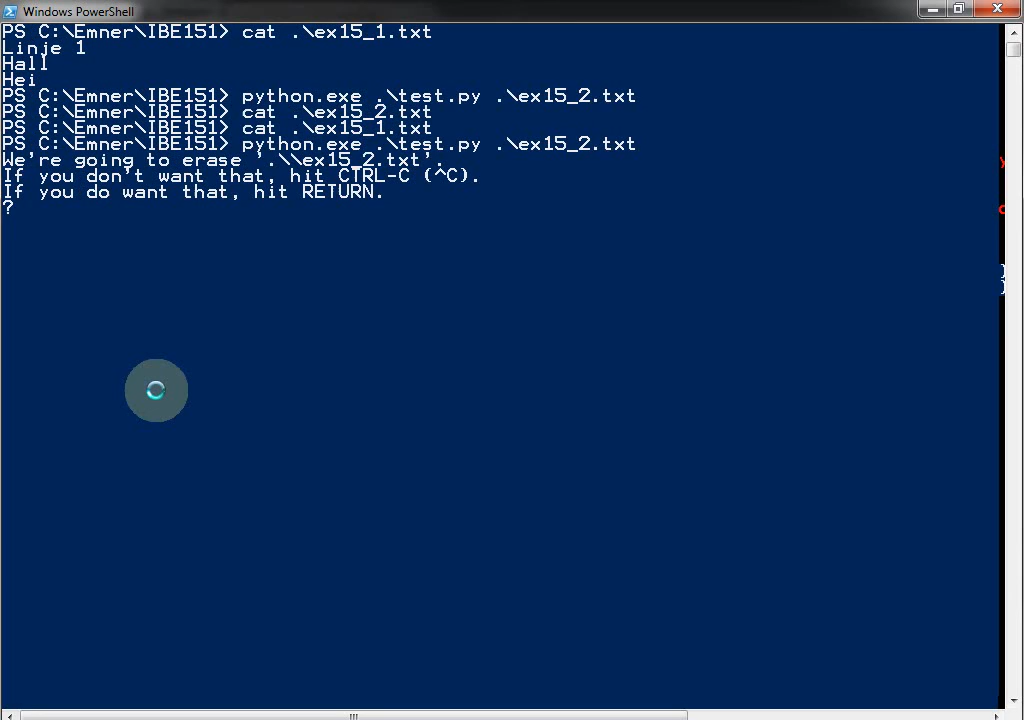 Windows PowerShell
PS C:\Emner\IBE151> cat .\ex15_1.txt
Linje 1
Hall
Hei
PS C:\Emner\IBE151> python.exe .\test.py .\ex15_2.txt
PS C:\Emner\IBE151> cat .\ex15_2.txt
PS C:\Emner\IBE151> cat .\ex15_1.txt
PS C:\Emner\IBE151> python.exe .\test.py .\ex15_2.txt
We're going to erase '.\\ex15_2.txt'.
If you don't want that, hit CTRL-C (^C).
If you do want that, hit RETURN.
?